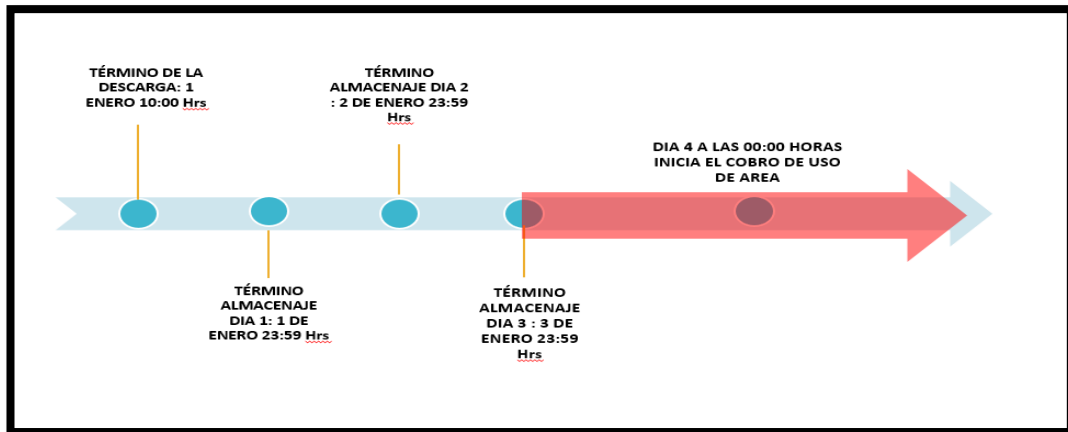 TÉRMINO DE LA
DESCARGA: 1
ENERO 10:00 Hrs
TÉRMINO
ALMACENAJE
DIA 1: 1 DE
ENERO 23:59 Hrs
TÉRMINO
ALMACENAJE DIA 2
: 2 DE ENERO 23:59
Hrs
TÉRMINO
ALMACENAJE
DIA 3 : 3 DE
ENERO 23:59
Hrs
DIA 4 A LAS 00:00 HORAS
INICIA EL COBRO DE USO
DE AREA